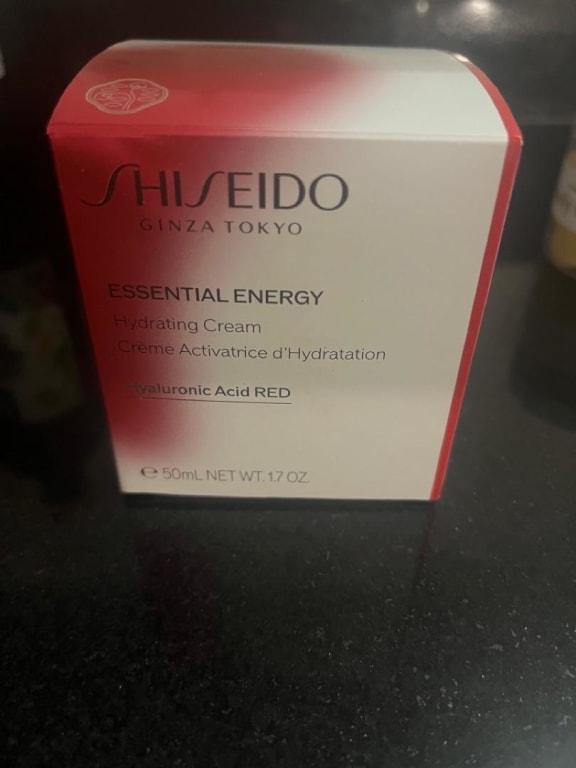 SHISEIDO
GINZA TOKYO
ESSENTIAL ENERGY
Hydrating Cream
Crème Activatrice d'Hydratation
Hyaluronic Acid RED
℮ 50mL NET WT. 1.7 OZ.